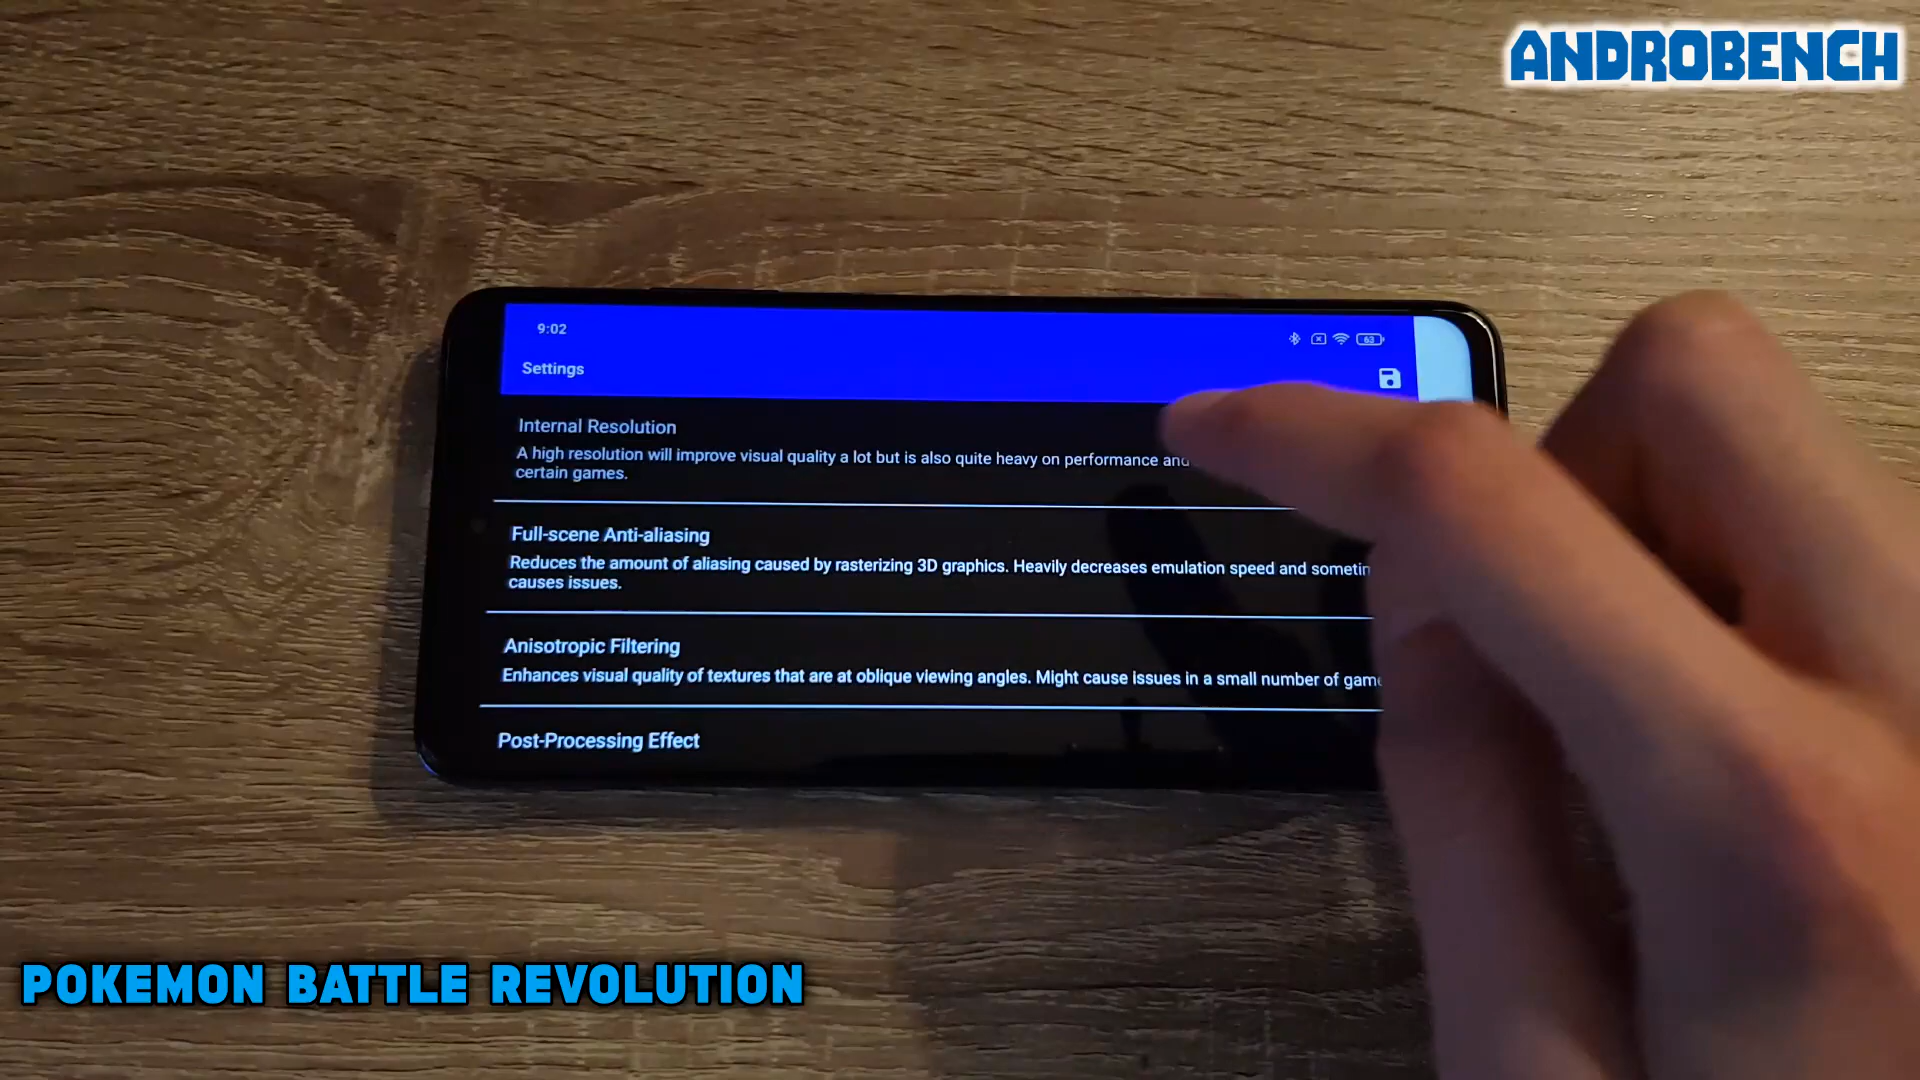 ANDROBENCH
9:02
63
Settings
Internal Resolution
A high resolution will improve visual quality a lot but is also quite heavy on performance and
certain games.
Full-scene Anti-aliasing
Reduces the amount of aliasing caused by rasterizing 3D graphics. Heavily decreases emulation speed and
causes issues.
Anisotropic Filtering
Enhances visual quality of textures that are at oblique viewing angles. Might cause issues in a small number of
Post-Processing Effect
POKEMON BATTLE REVOLUTION